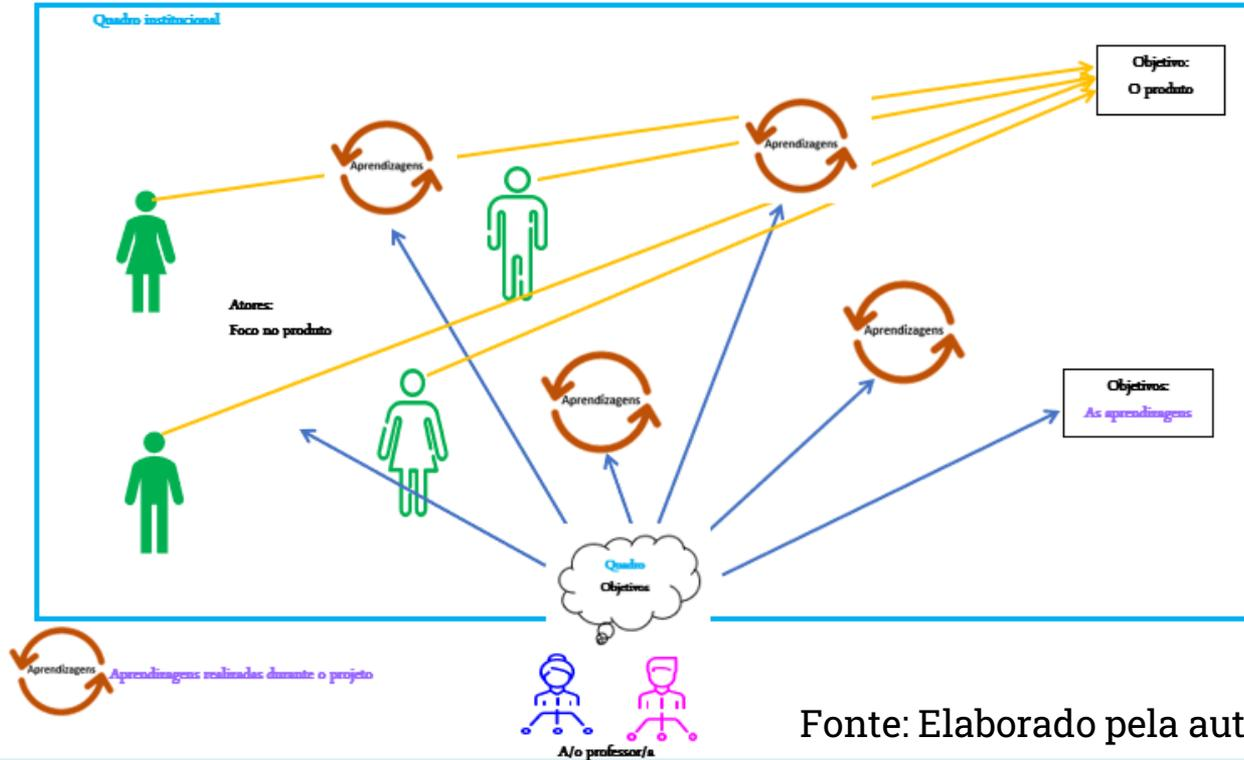 Quadro institucional
Objetivo:
O produto
Aprendizagens
Aprendizagens
Atores:
Foco no produto
Aprendizagens
Aprendizagens
Objetivos:
As aprendizagens
Quadro
Objetivos
Aprendizagens
Aprendizagens realizadas durante o projeto
A/o professor/a
Fonte: Elaborado pela aut